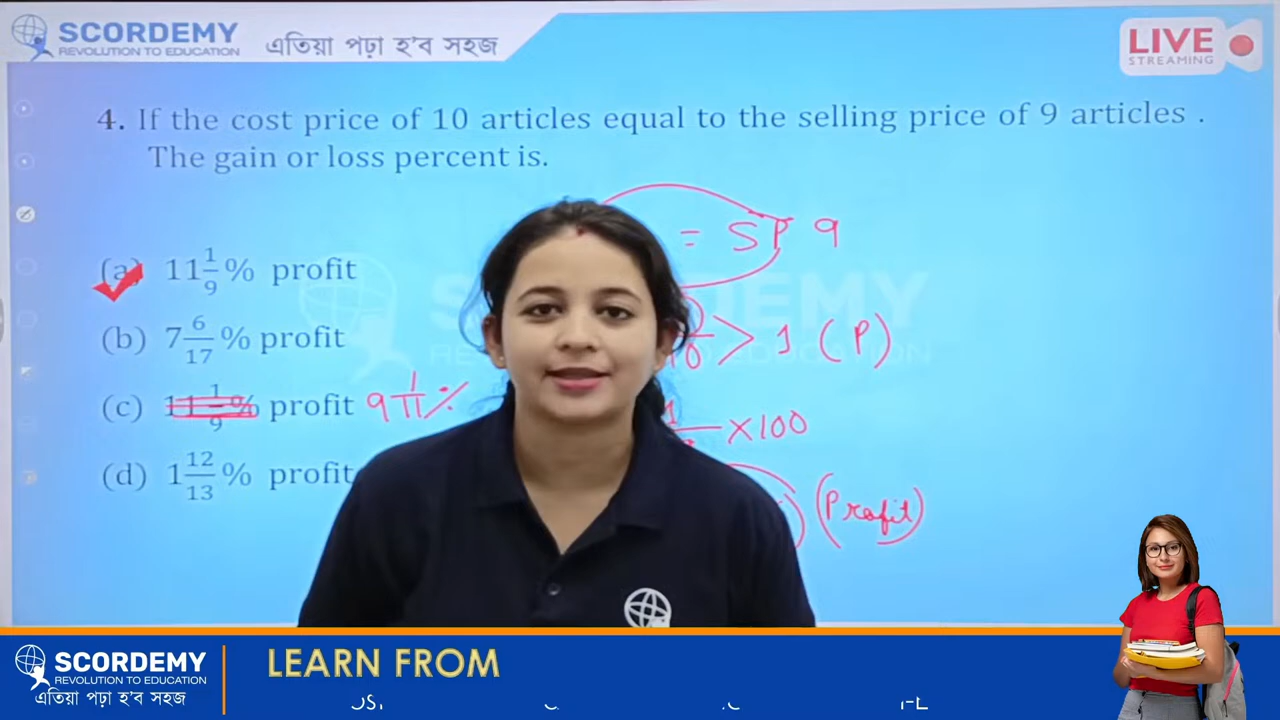 SCORDEMY
REVOLUTION TO EDUCATION
এতিয়া পঢ়া হ'ব সহজ
LIVE
STREAMING
4. If the cost price of 10 articles equal to the selling price of 9 articles .
The gain or loss percent is.
= SP 9
(a) 11 1/9 % profit
(b) 7 6/17 % profit
> 1 (P)
(c) 11 1/9 % profit 9 1/11 %
×100
(d) 1 12/13 % profit
(Profit)
SCORDEMY
REVOLUTION TO EDUCATION
এতিয়া পঢ়া হ'ব সহজ
LEARN FROM